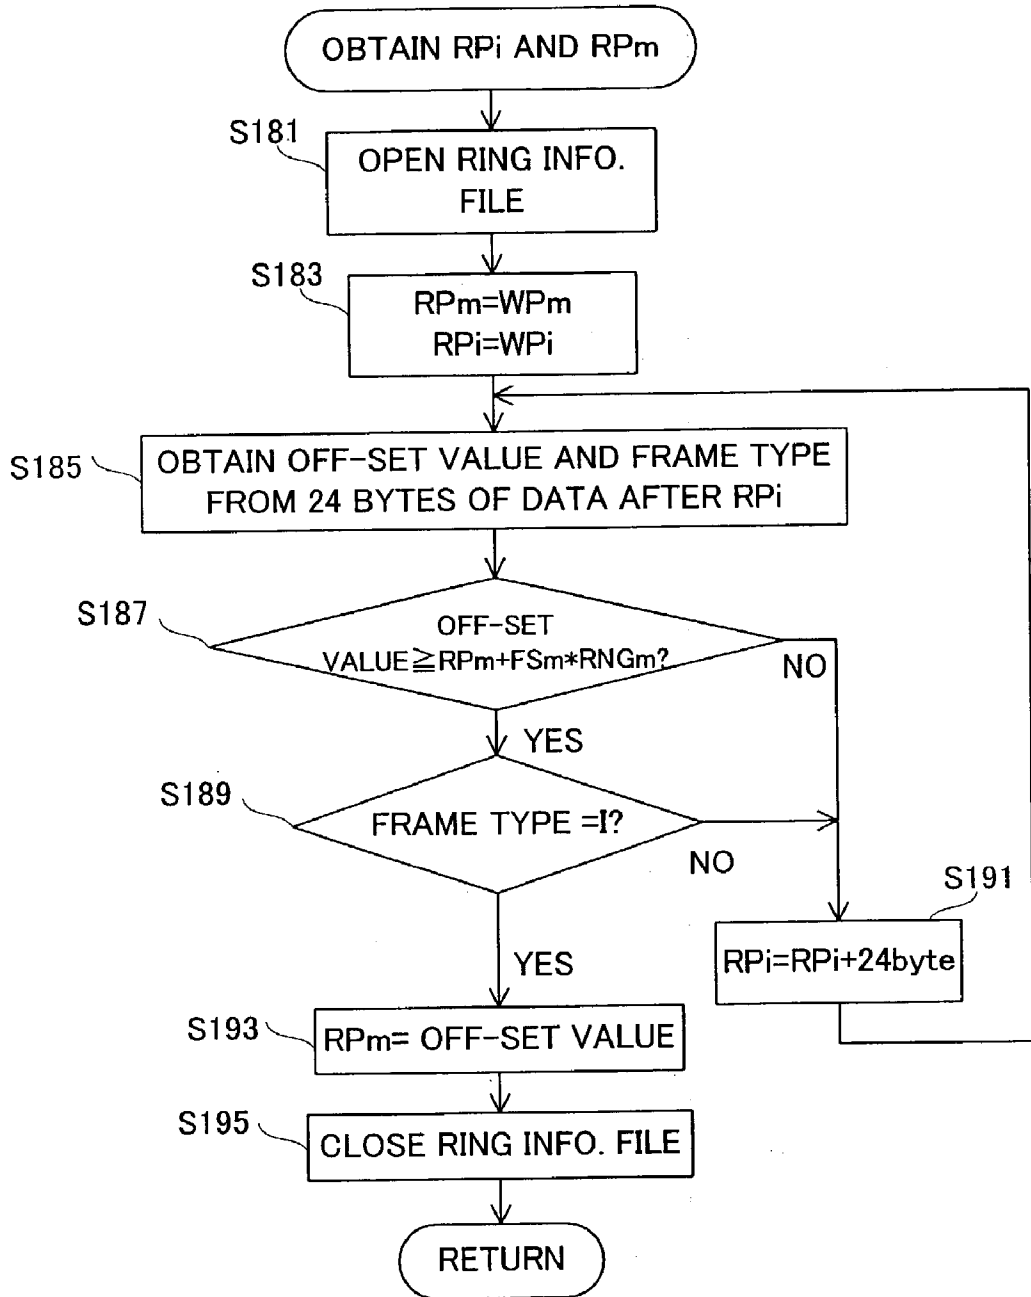 OBTAIN RPi AND RPm
S181
OPEN RING INFO.
FILE
S183
RPm=WPm
RPi=WPi
S185
OBTAIN OFF-SET VALUE AND FRAME TYPE
FROM 24 BYTES OF DATA AFTER RPi
S187
OFF-SET
VALUE≧RPm+FSm*RNGm?
NO
YES
S189
FRAME TYPE =I?
NO
S191
RPi=RPi+24byte
YES
S193
RPm= OFF-SET VALUE
S195
CLOSE RING INFO. FILE
RETURN